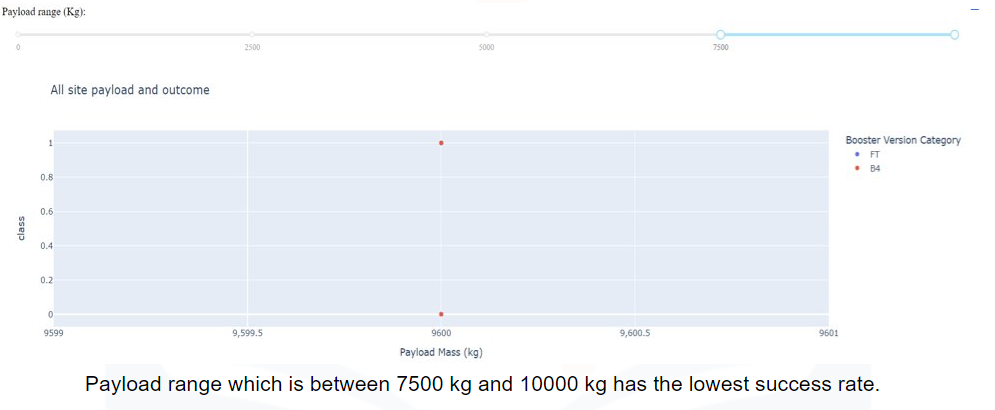 Payload range (Kg):
0 2500 5000 7500
All site payload and outcome
Booster Version Category
FT
B4
1
0.8
0.6
0.4
0.2
0
class
9599 9,599.5 9600 9,600.5 9601
Payload Mass (kg)
Payload range which is between 7500 kg and 10000 kg has the lowest success rate.